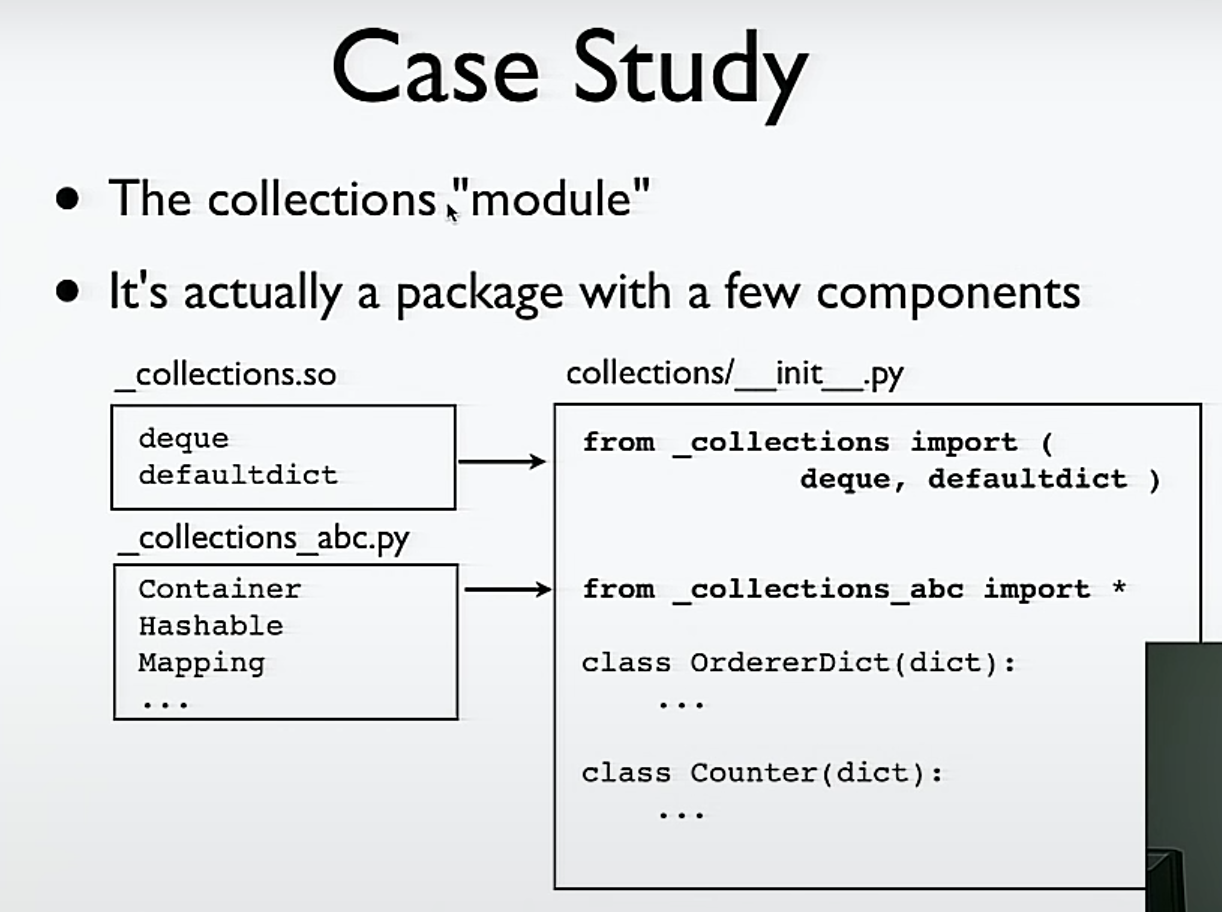 Case Study
• The collections "module"
• It's actually a package with a few components
_collections.so
deque
defaultdict
_collections_abc.py
Container
Hashable
Mapping
...
collections/__init__.py
from _collections import (
deque, defaultdict )
from _collections_abc import *
class OrdererDict(dict):
...
class Counter(dict):
...